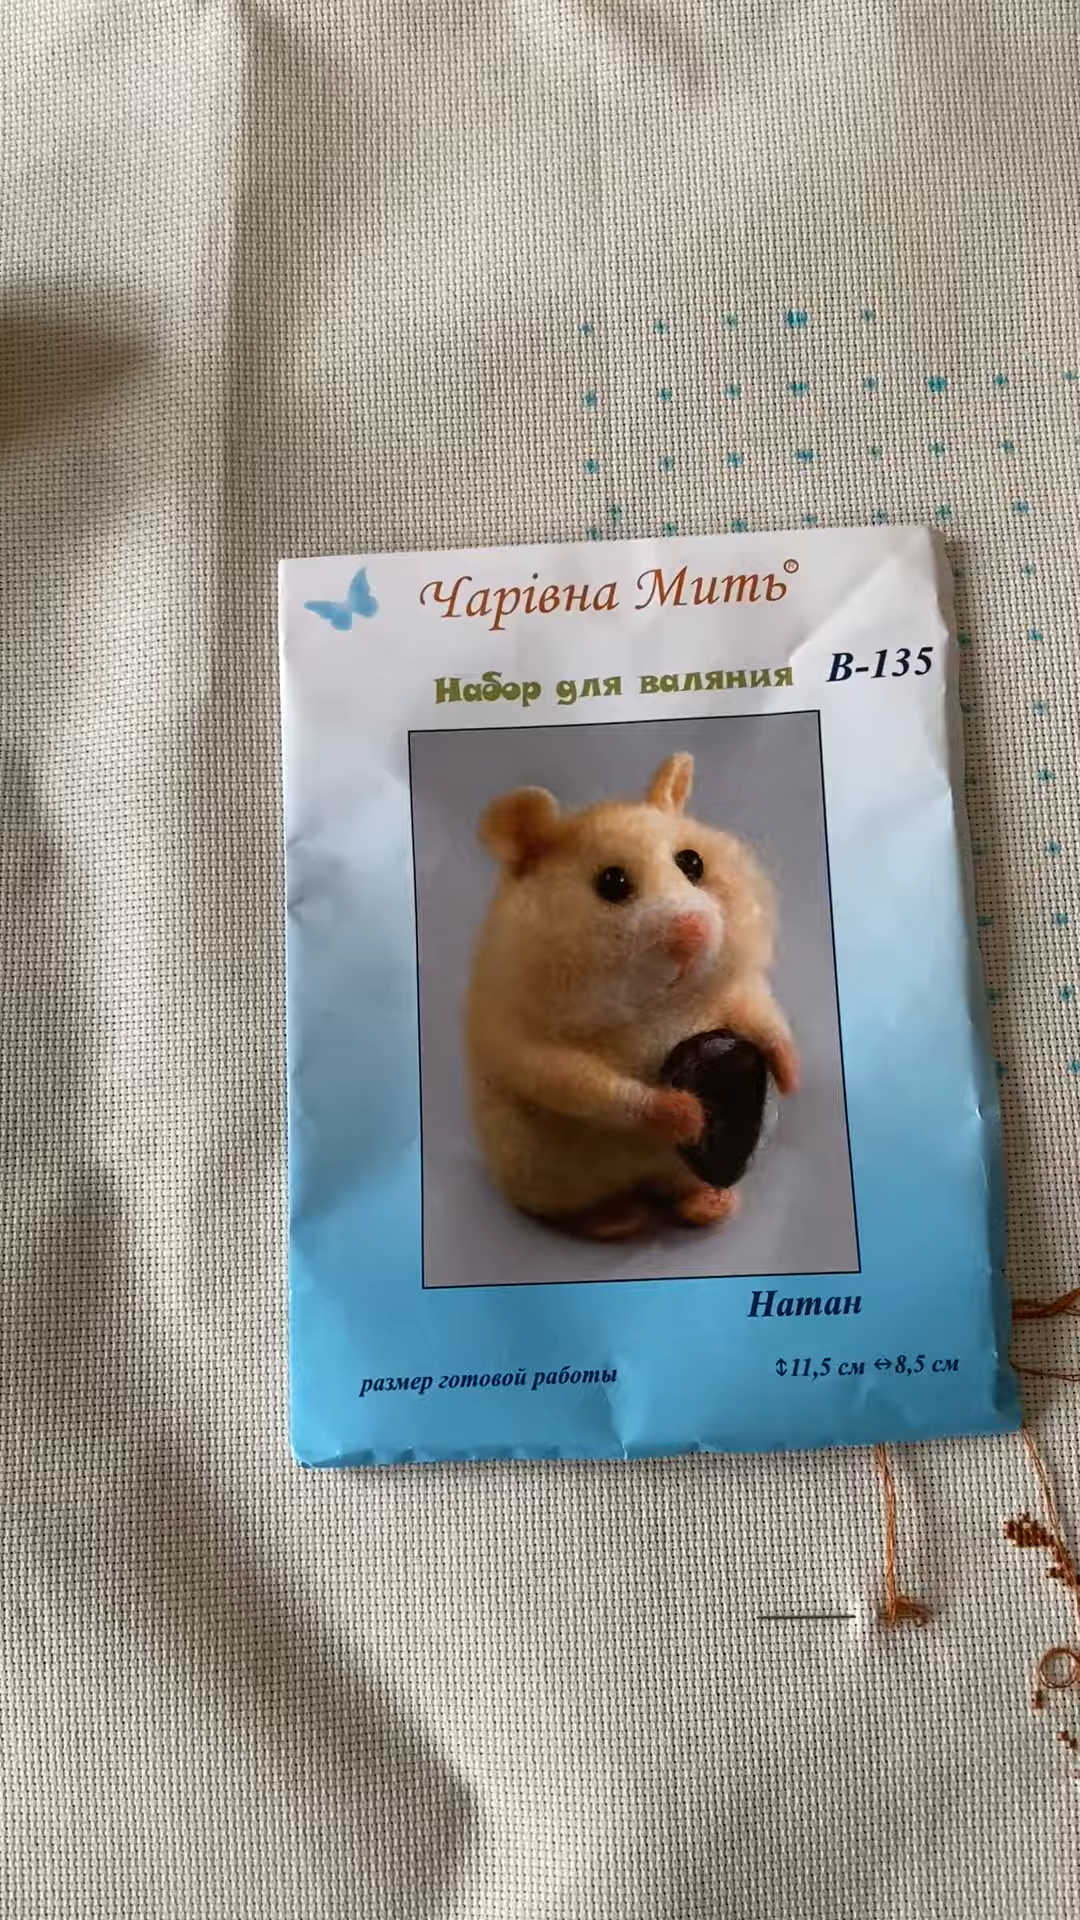 Чарівна Мить®
Набор для валяния
В-135
Натан
размер готовой работы
⇕11,5 см ⇔8,5 см